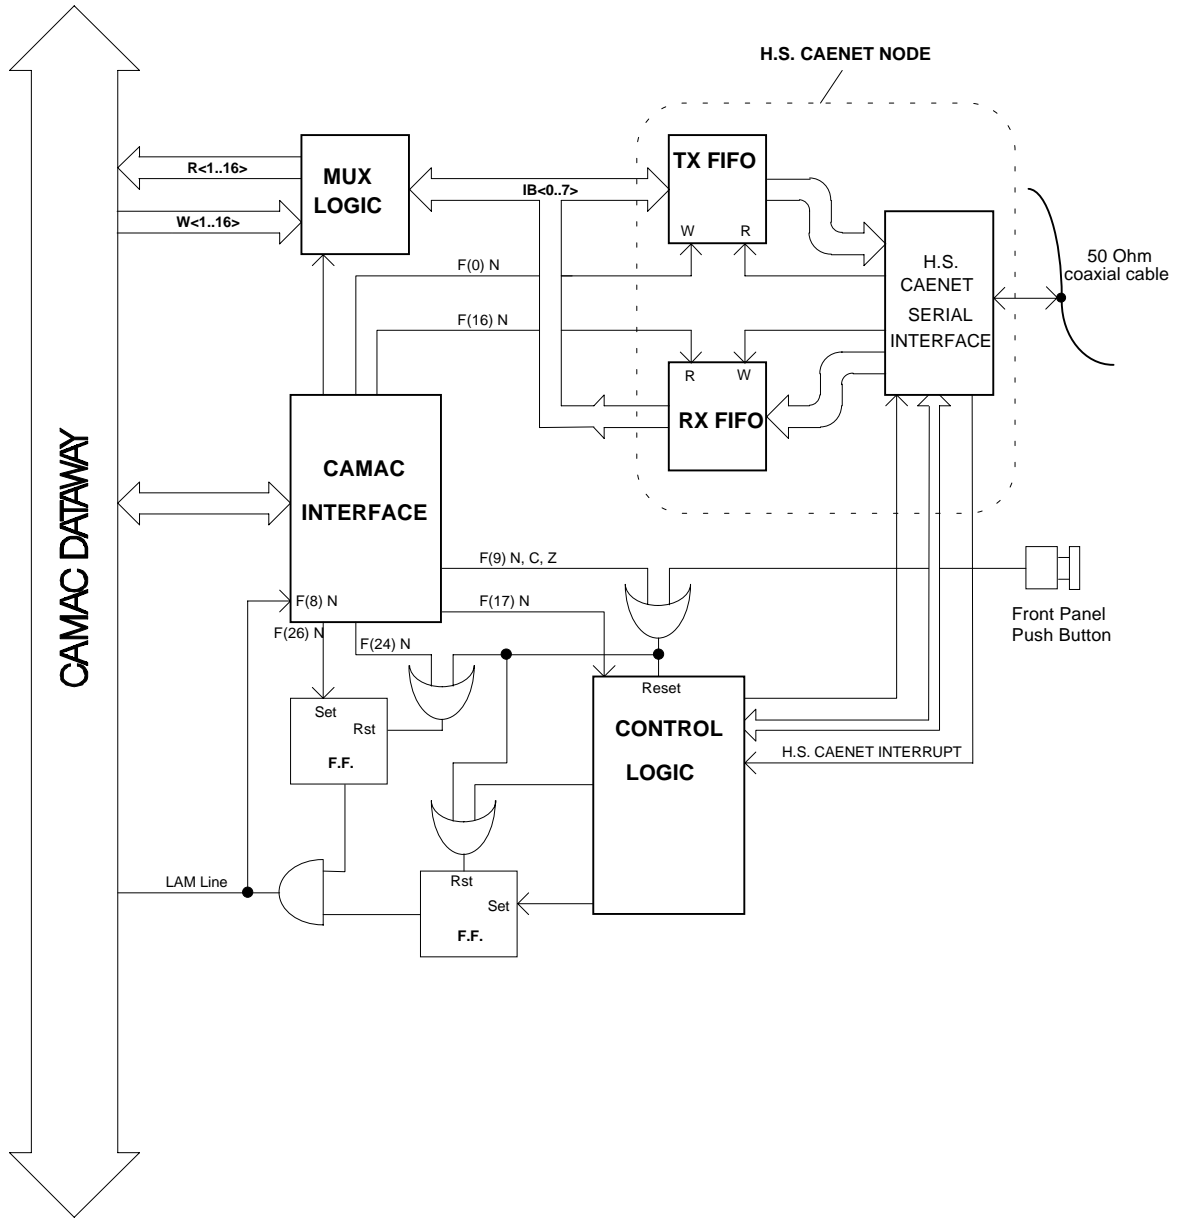 H.S. CAENET NODE
TX FIFO
MUX
LOGIC
R<1..16>
IB<0..7>
W<1..16>
W
R
H.S.
CAENET
SERIAL
INTERFACE
50 Ohm
coaxial cable
F(0) N
F(16) N
R
W
RX FIFO
CAMAC DATAWAY
CAMAC
INTERFACE
F(9) N, C, Z
F(8) N
F(17) N
Front Panel
Push Button
F(26) N
F(24) N
Reset
Set
Rst
F.F.
CONTROL
LOGIC
H.S. CAENET INTERRUPT
LAM Line
Rst
Set
F.F.